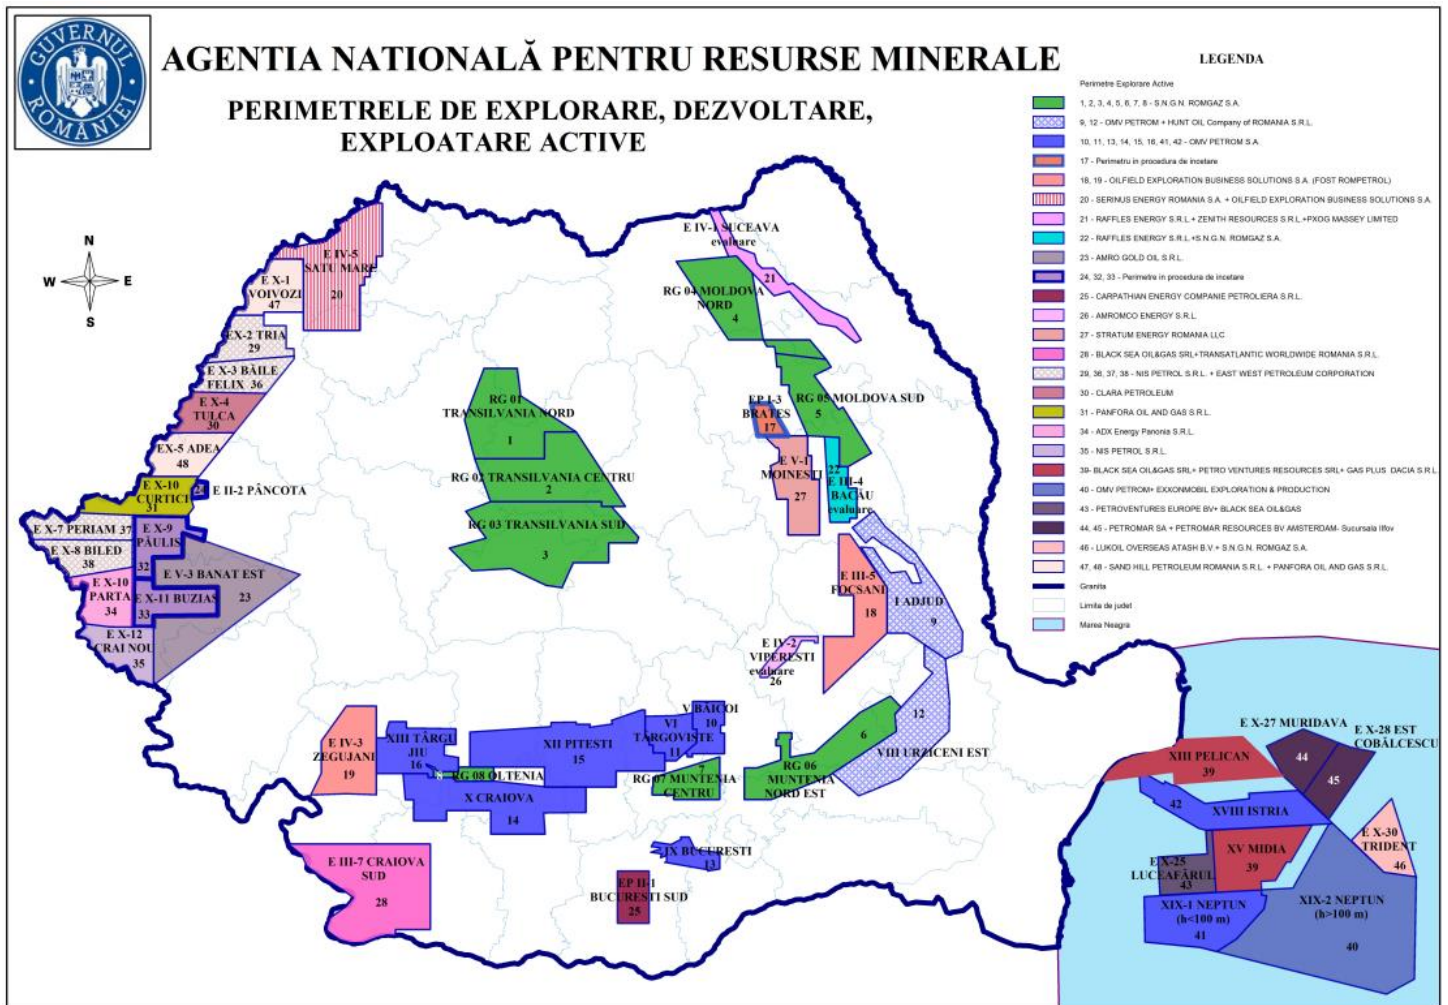 GUVERNUL
ROMÂNIEI
AGENTIA NATIONALĂ PENTRU RESURSE MINERALE
PERIMETRELE DE EXPLORARE, DEZVOLTARE,
EXPLOATARE ACTIVE
N
W
E
S
LEGENDA
Perimetre Explorare Active
1, 2, 3, 4, 5, 6, 7, 8 - S.N.G.N. ROMGAZ S.A.
9, 12 - OMV PETROM + HUNT OIL Company of ROMANIA S.R.L.
10, 11, 13, 14, 15, 16, 41, 42 - OMV PETROM S.A.
17 - Perimetru in procedura de incetare
18, 19 - OILFIELD EXPLORATION BUSINESS SOLUTIONS S.A. (FOST ROMPETROL)
20 - SERINUS ENERGY ROMANIA S.A. + OILFIELD EXPLORATION BUSINESS SOLUTIONS S.A.
21 - RAFFLES ENERGY S.R.L+ZENITH RESOURCES S.R.L+PXOG MASSEY LIMITED
22 - RAFFLES ENERGY S.R.L+S.N.G.N. ROMGAZ S.A.
23 - AMRO GOLD OIL S.R.L.
24, 32, 33 - Perimetre in procedura de incetare
25 - CARPATHIAN ENERGY COMPANIE PETROLIERA S.R.L.
26 - AMROMCO ENERGY S.R.L.
27 - STRATUM ENERGY ROMANIA LLC
28 - BLACK SEA OIL&GAS SRL+TRANSATLANTIC WORLDWIDE ROMANIA S.R.L.
29, 36, 37, 38 - NIS PETROL S.R.L. + EAST WEST PETROLEUM CORPORATION
30 - CLARA PETROLEUM
31 - PANFORA OIL AND GAS S.R.L.
34 - ADX Energy Panonia S.R.L.
35 - NIS PETROL S.R.L.
39- BLACK SEA OIL&GAS SRL+ PETRO VENTURES RESOURCES SRL+ GAS PLUS DACIA S.R.L
40 - OMV PETROM+ EXXONMOBIL EXPLORATION & PRODUCTION
43 - PETROVENTURES EUROPE BV+ BLACK SEA OIL&GAS
44, 45 - PETROMAR SA + PETROMAR RESOURCES BV AMSTERDAM- Sucursala Ilfov
46 - LUKOIL OVERSEAS ATASH B.V.+ S.N.G.N. ROMGAZ S.A.
47, 48 - SAND HILL PETROLEUM ROMANIA S.R.L. + PANFORA OIL AND GAS S.R.L.
Granita
Limita de judet
Marea Neagra
E IV-5
SATU MARE
20
E X-1
VOIVOZI
47
EX-2 TRIA
29
E X-3 BĂILE
FELIX 36
E X-4
TULCA
30
EX-5 ADEA
48
E X-10
CURTICI
31
24
E II-2 PÂNCOTA
E X-7 PERIAM 37
E X-9
PĂULIS
32
E X-8 BILED
38
E V-3 BANAT EST
23
E X-10
PARTA
34
E X-11 BUZIAS
33
E X-12
CRAI NOU
35
E IV-1 SUCEAVA
evaluare
21
RG 04 MOLDOVA
NORD
4
RG 01
TRANSILVANIA NORD
1
RG 02 TRANSILVANIA CENTRU
2
RG 03 TRANSILVANIA SUD
3
RG 05 MOLDOVA SUD
5
EP I-3
BRATES
17
E V-1
MOINESTI
27
22
E III-4
BACĂU
evaluare
E III-5
FOCSANI
18
I ADJUD
9
E IV-2
VIPERESTI
evaluare
26
12
VIII URZICENI EST
6
RG 06
MUNTENIA
NORD EST
V BĂICOI
10
VI
TÂRGOVISTE
11
XII PITESTI
15
XIII TÂRGU
JIU
16
E IV-3
ZEGUJANI
19
8
RG 08 OLTENIA
7
RG 07 MUNTENIA
CENTRU
X CRAIOVA
14
IX BUCURESTI
13
E III-7 CRAIOVA
SUD
28
EP II-1
BUCURESTI SUD
25
E X-27 MURIDAVA
44
E X-28 EST
COBĂLCESCU
45
XIII PELICAN
39
42
XVIII ISTRIA
E X-30
TRIDENT
46
XV MIDIA
39
E X-25
LUCEAFĂRUL
43
XIX-1 NEPTUN
(h<100 m)
41
XIX-2 NEPTUN
(h>100 m)
40